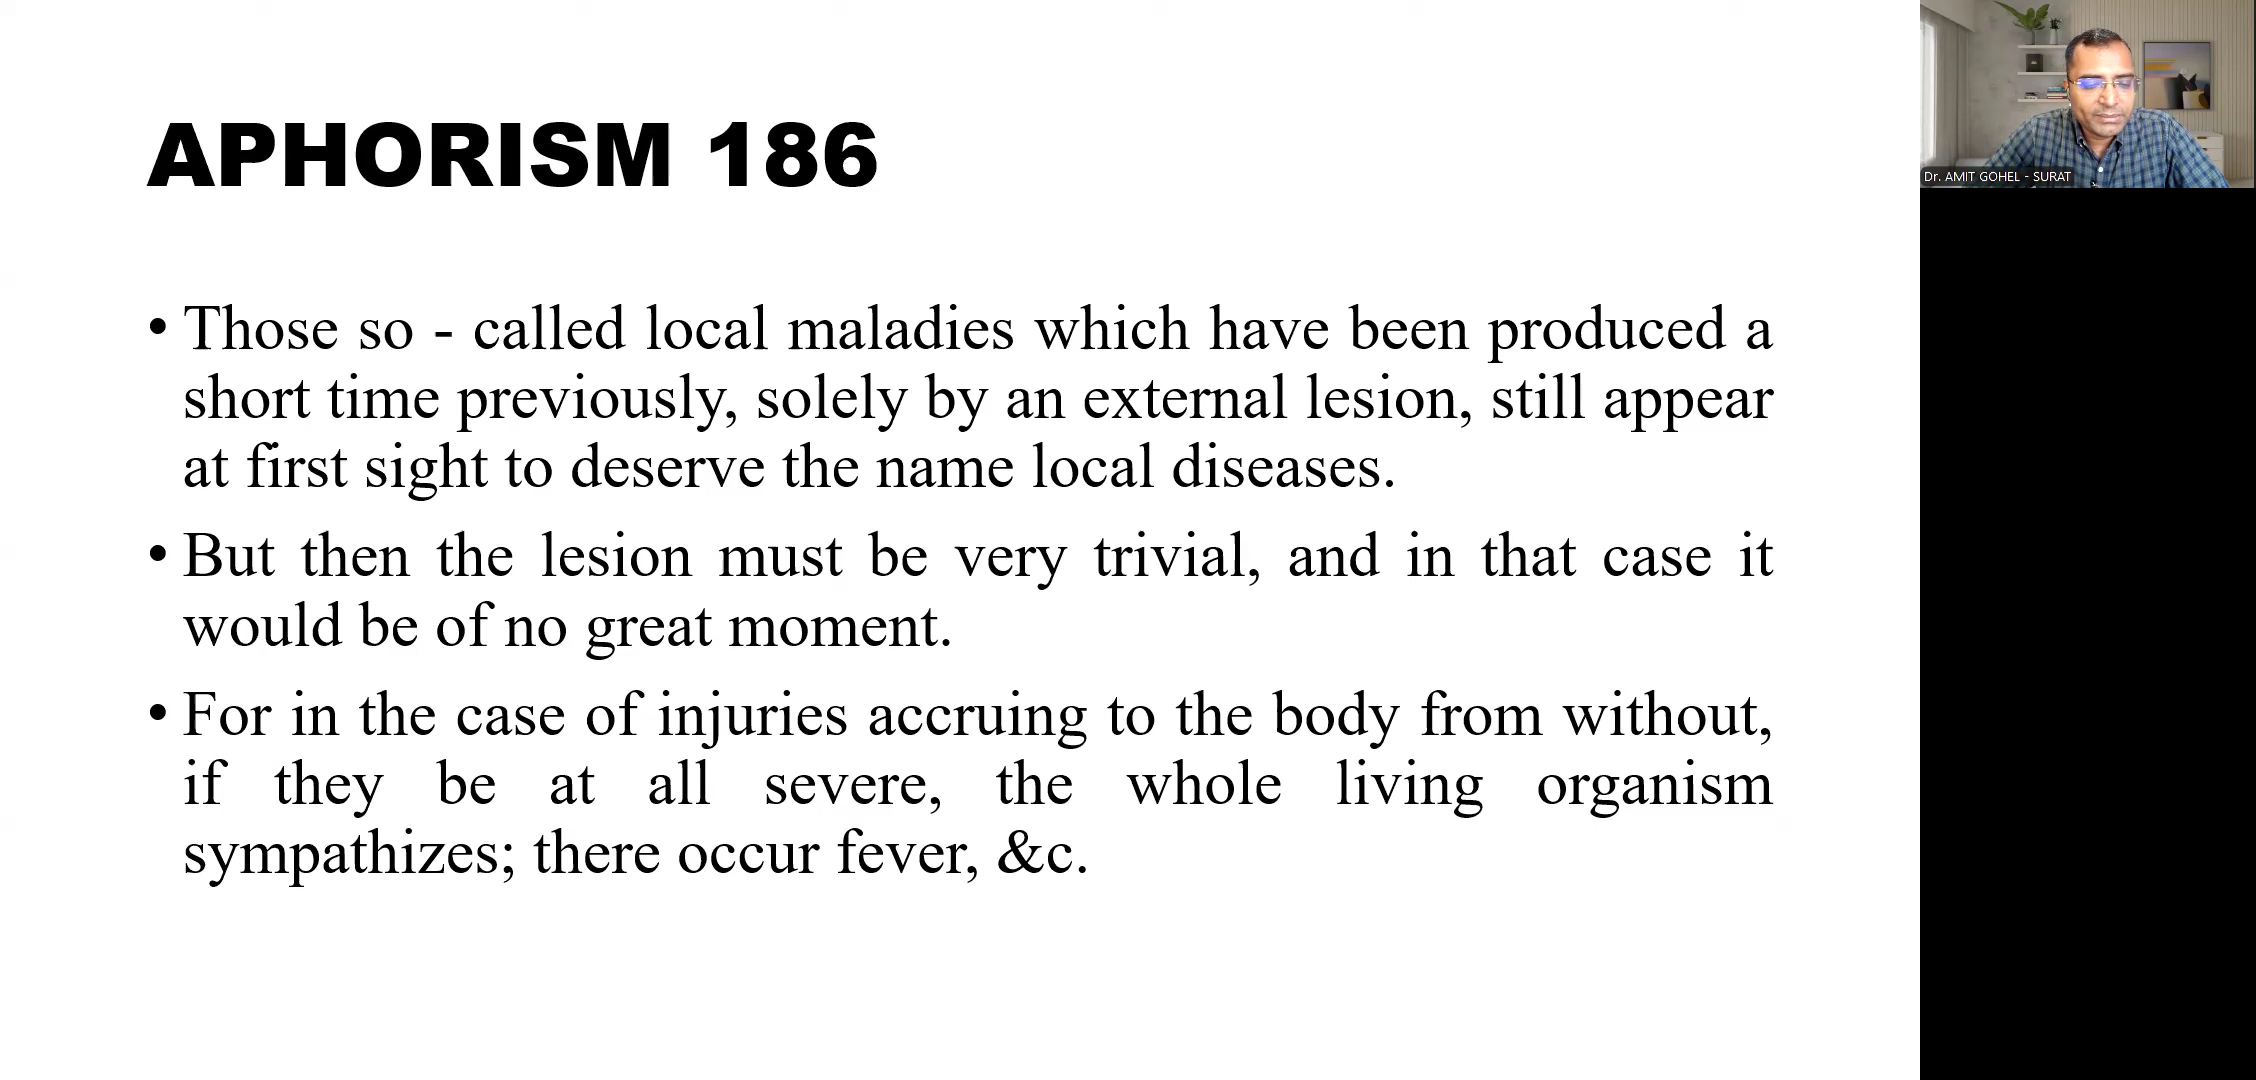 APHORISM 186
• Those so - called local maladies which have been produced a
short time previously, solely by an external lesion, still appear
at first sight to deserve the name local diseases.
• But then the lesion must be very trivial, and in that case it
would be of no great moment.
• For in the case of injuries accruing to the body from without,
if they be at all severe, the whole living organism
sympathizes; there occur fever, &c.
Dr. AMIT GOHEL - SURAT